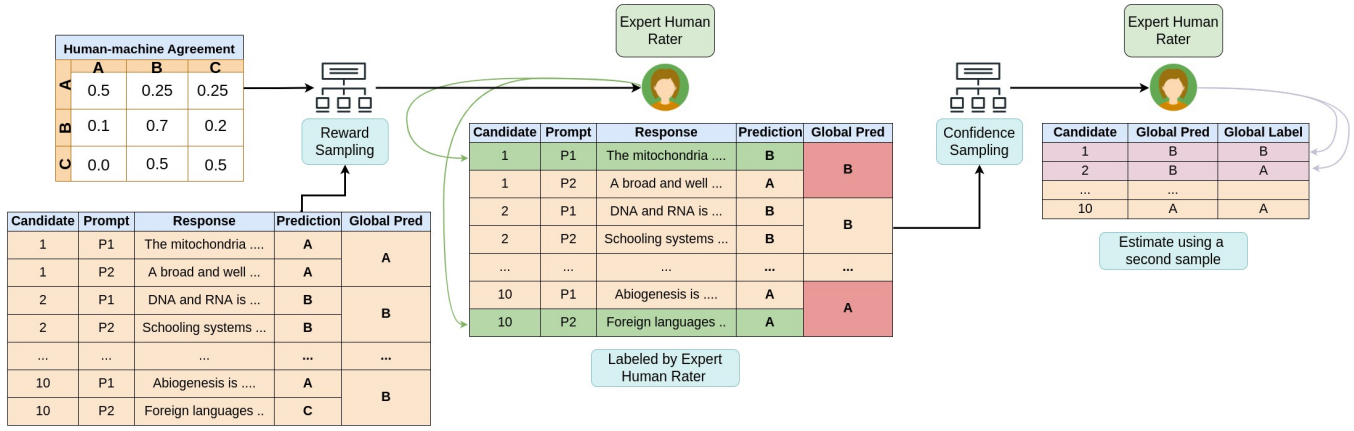 Human-machine Agreement
A B C
A 0.5 0.25 0.25
B 0.1 0.7 0.2
C 0.0 0.5 0.5
Reward
Sampling
Candidate Prompt Response Prediction Global Pred
1 P1 The mitochondria .... A A
1 P2 A broad and well ... A
2 P1 DNA and RNA is ... B B
2 P2 Schooling systems ... B
... ... ... ... ...
10 P1 Abiogenesis is .... A B
10 P2 Foreign languages .. C
Expert Human
Rater
Candidate Prompt Response Prediction Global Pred
1 P1 The mitochondria .... B B
1 P2 A broad and well ... A
2 P1 DNA and RNA is ... B B
2 P2 Schooling systems ... B
... ... ... ... ...
10 P1 Abiogenesis is .... A A
10 P2 Foreign languages .. A
Labeled by Expert
Human Rater
Confidence
Sampling
Expert Human
Rater
Candidate Global Pred Global Label
1 B B
2 B A
... ...
10 A A
Estimate using a
second sample